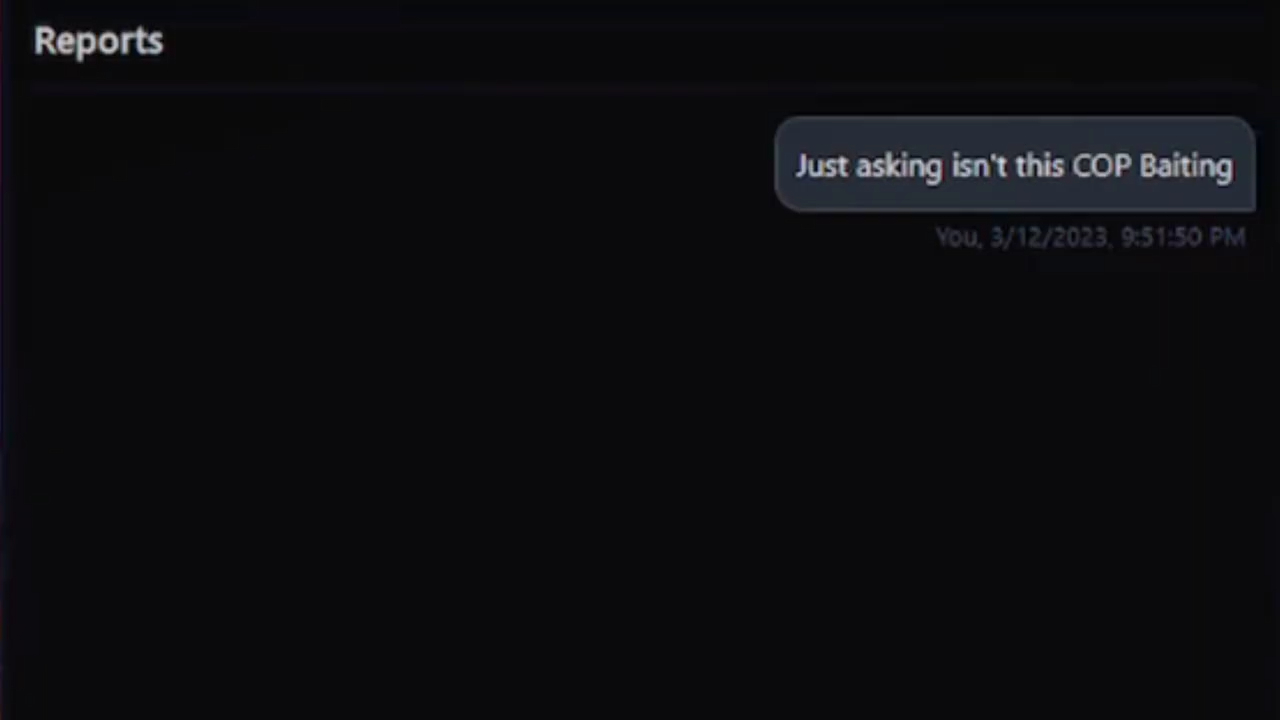 Reports
Just asking isn't this COP Baiting
You, 3/12/2023, 9:51:50 PM